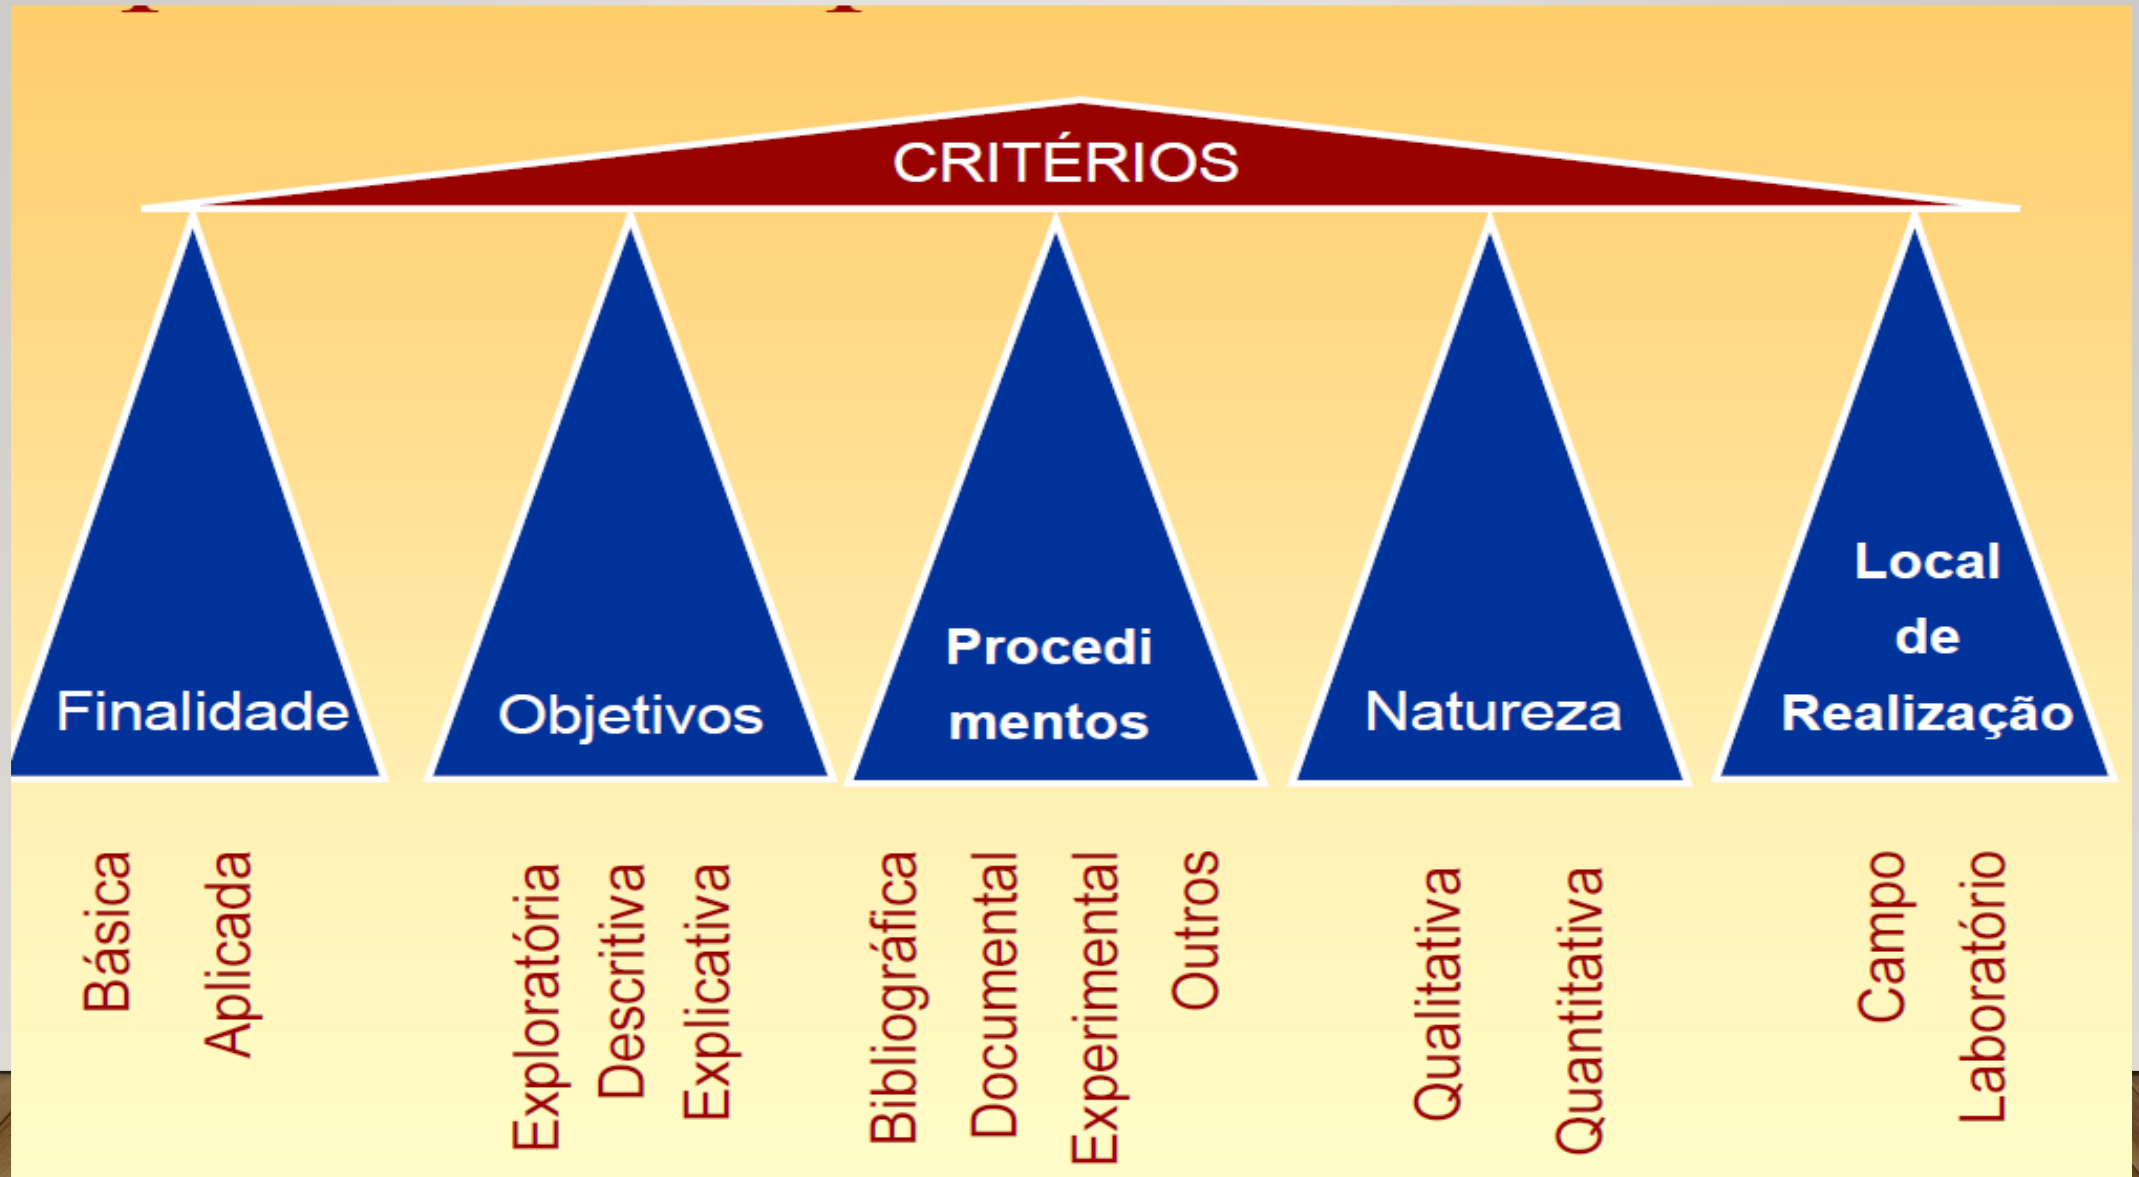 CRITÉRIOS
Finalidade
Objetivos
Procedi
mentos
Natureza
Local
de
Realização
Básica
Aplicada
Exploratória
Descritiva
Explicativa
Bibliográfica
Documental
Experimental
Outros
Qualitativa
Quantitativa
Campo
Laboratório